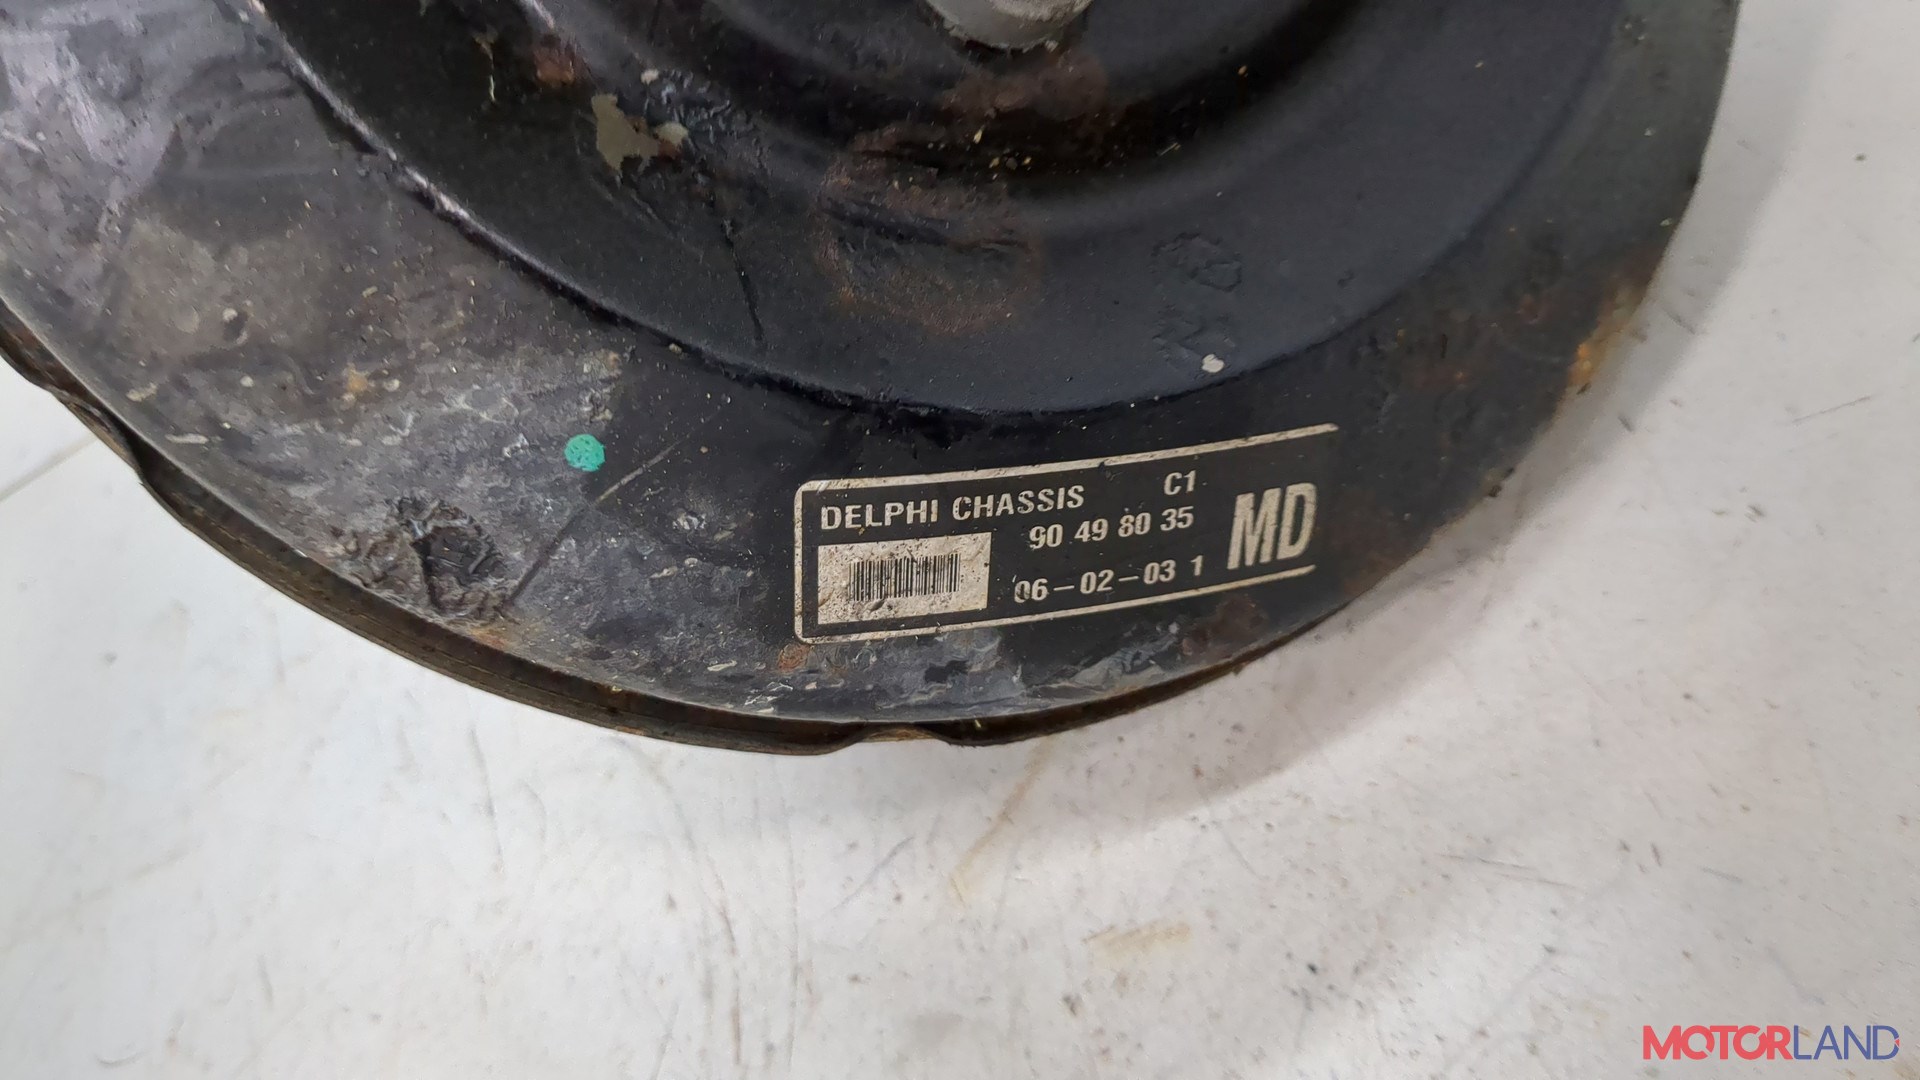 DELPHI CHASSIS C1
90 49 80 35
06-02-03 1
MD
MOTORLAND